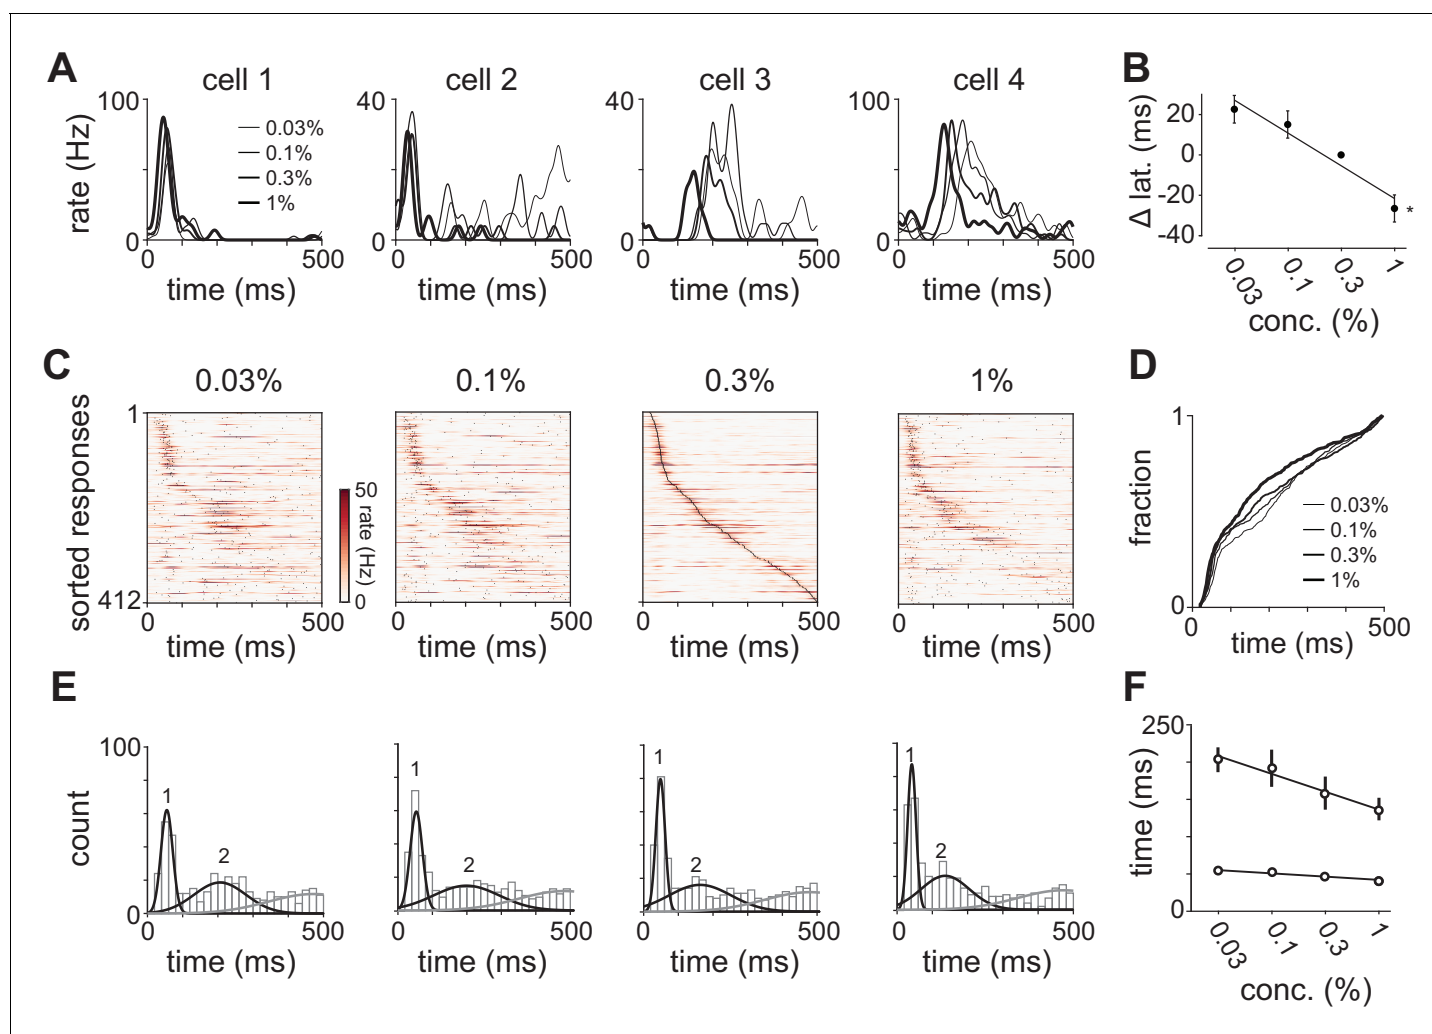 A
cell 1
cell 2
cell 3
cell 4
B
100
40
40
100
rate (Hz)
0.03%
0.1%
0.3%
1%
0
0
0
0
0
500
0
500
0
500
0
500
time (ms)
time (ms)
time (ms)
time (ms)
Δ lat. (ms)
20
0
-20
-40
*
0.03
0.1
0.3
1
conc. (%)
C
0.03%
0.1%
0.3%
1%
D
sorted responses
1
412
50
rate (Hz)
0
0
500
0
500
0
500
0
500
time (ms)
time (ms)
time (ms)
time (ms)
fraction
1
0
0.03%
0.1%
0.3%
1%
0
500
time (ms)
E
count
100
0
1
2
1
2
1
2
1
2
0
500
0
500
0
500
0
500
time (ms)
time (ms)
time (ms)
time (ms)
F
time (ms)
250
0
0.03
0.1
0.3
1
conc. (%)